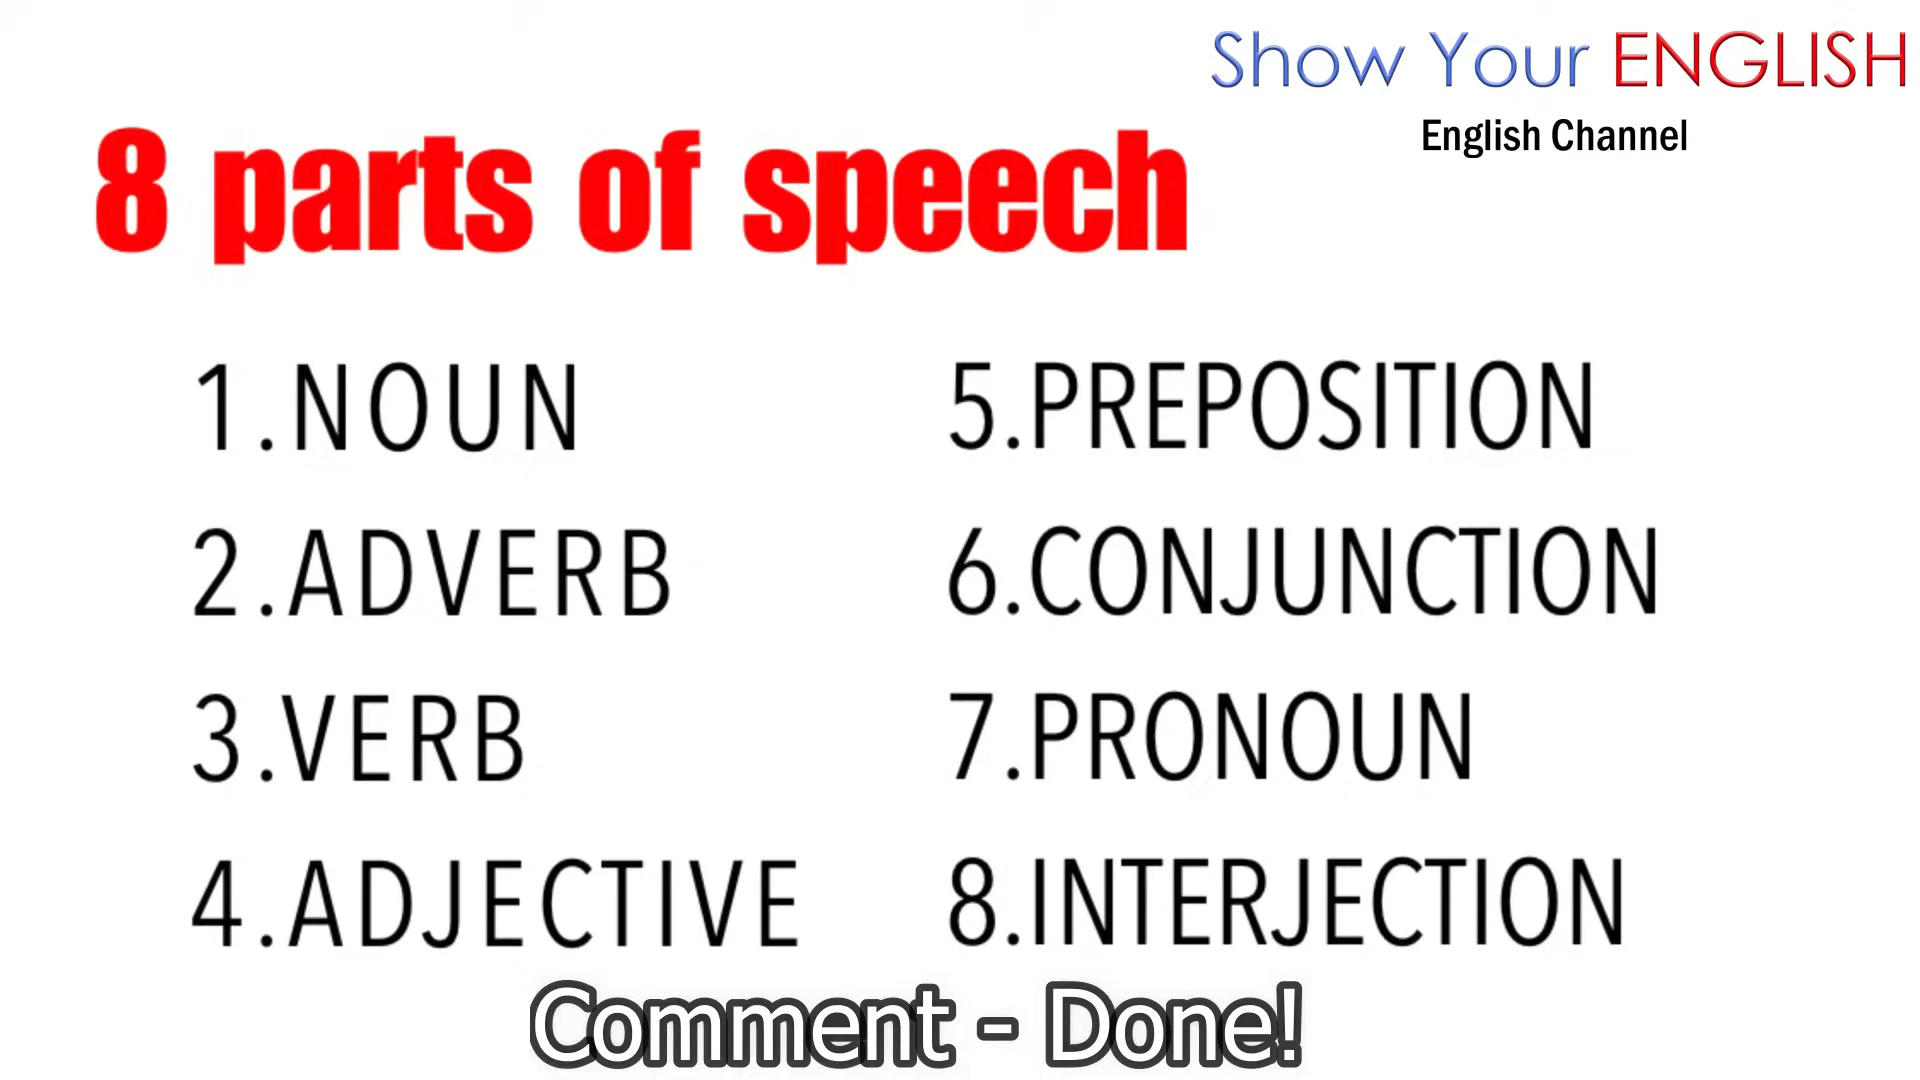 Show Your ENGLISH
English Channel
8 parts of speech
1.NOUN
2.ADVERB
3.VERB
4.ADJECTIVE
5.PREPOSITION
6.CONJUNCTION
7.PRONOUN
8.INTERJECTION
Comment - Done!